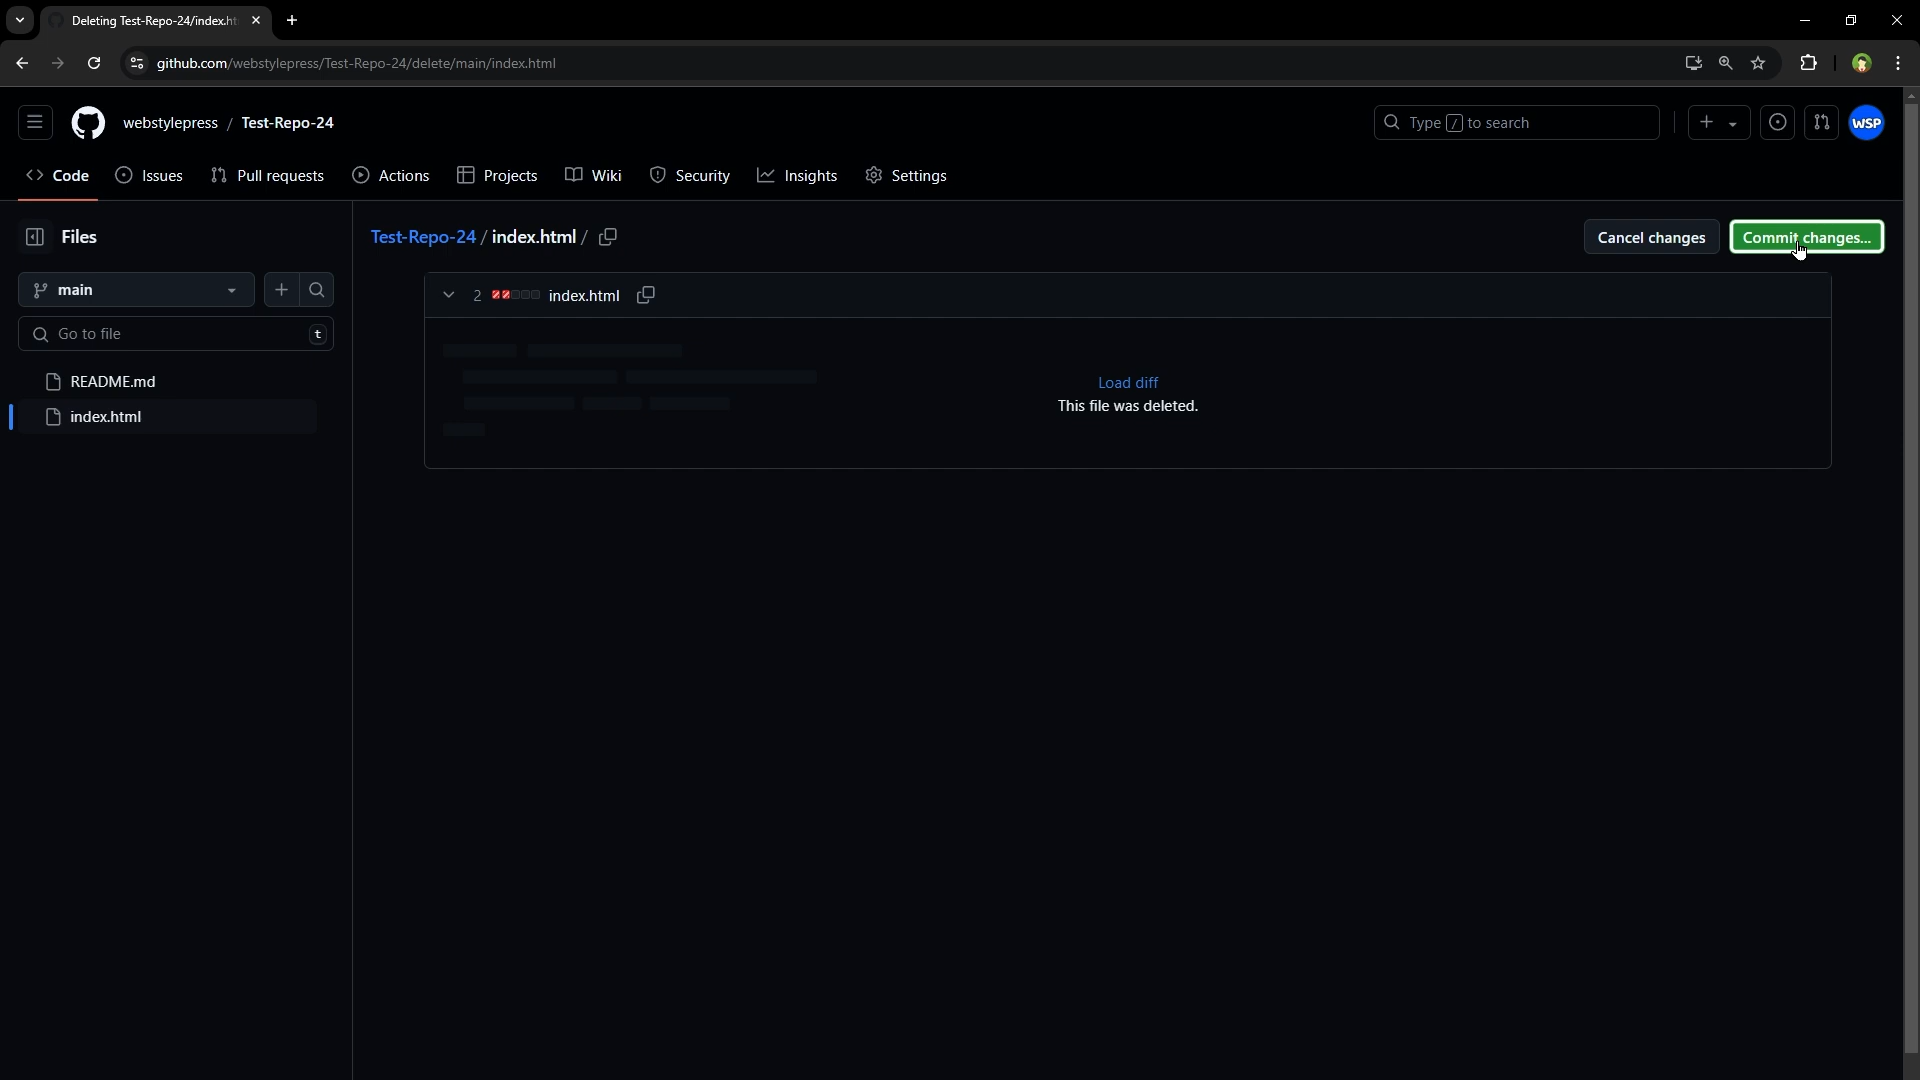 Deleting Test-Repo-24/index.ht
github.com/webstylepress/Test-Repo-24/delete/main/index.html
webstylepress / Test-Repo-24
Type / to search
WSP
Code
Issues
Pull requests
Actions
Projects
Wiki
Security
Insights
Settings
Files
Test-Repo-24 / index.html /
Cancel changes
Commit changes...
main
2 index.html
Go to file
t
Load diff
README.md
This file was deleted.
index.html